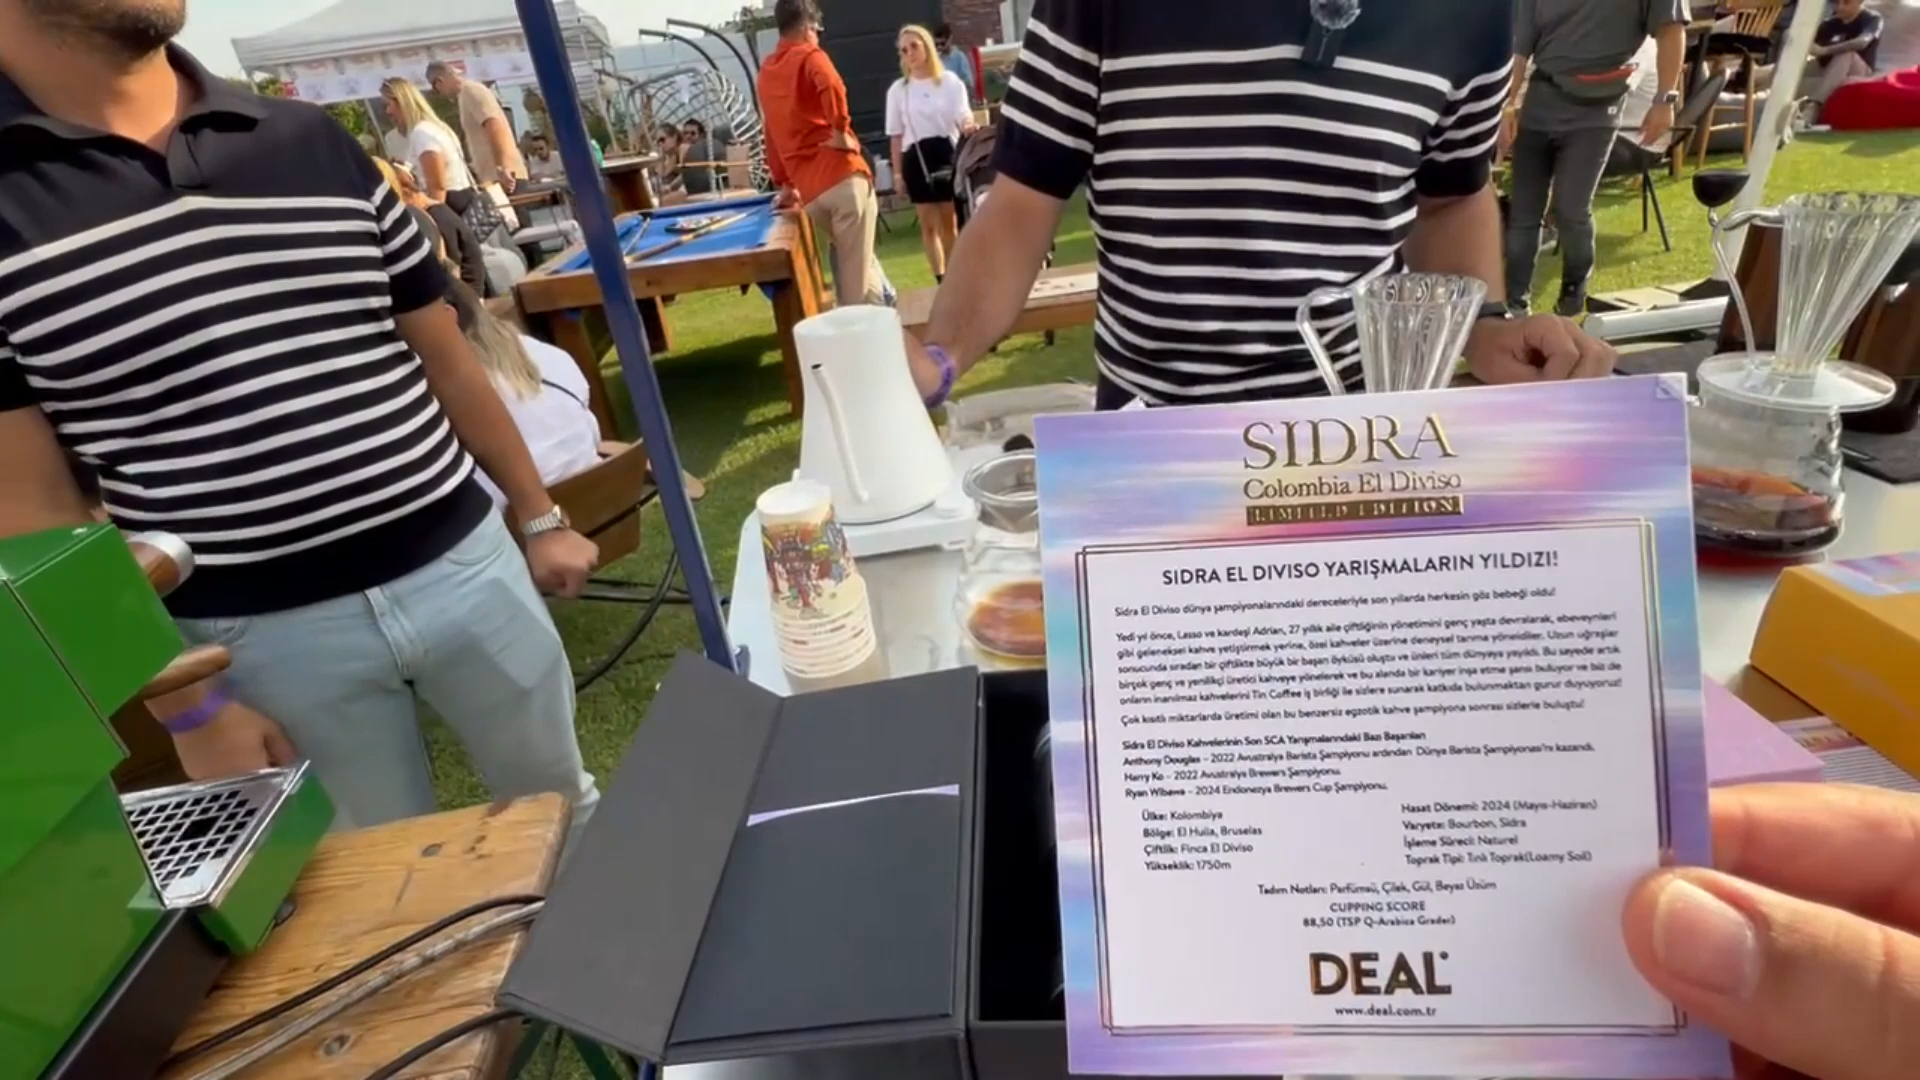 SIDRA
Colombia El Diviso
LIMITED EDITION
SIDRA EL DIVISO YARIŞMALARIN YILDIZI!
Sidra El Diviso dünya şampiyonalarındaki dereceleriyle son yıllarda herkesin göz bebeği oldu!
Yedi yıl önce, Lasso ve kardeşi Adrian, 27 yıllık aile çiftliğinin yönetimini genç yaşta devralarak, ebeveynleri
gibi geleneksel kahve yetiştirmek yerine, özel kahveler üzerine deneysel tarıma yöneldiler. Uzun uğraşlar
sonucunda sıradan bir çiftlikte büyük bir başarı öyküsü oluştu ve ünleri tüm dünyaya yayıldı. Bu sayede artık
birçok genç ve yenilikçi üretici kahveye yönelerek ve bu alanda bir kariyer inşa etme şansı buluyor ve biz de
onların inanılmaz kahvelerini Tin Coffee iş birliği ile sizlere sunarak katkıda bulunmaktan gurur duyuyoruz!
Çok kısıtlı miktarlarda üretimi olan bu benzersiz egzotik kahve şampiyona sonrası sizlerle buluştu!
Sidra El Diviso Kahvelerinin Son SCA Yarışmalarındaki Bazı Başarıları
Anthony Douglas – 2022 Avustralya Barista Şampiyonu ardından Dünya Barista Şampiyonası'nı kazandı.
Harry Ko – 2022 Avustralya Brewers Şampiyonu.
Ryan Wibawa – 2024 Endonezya Brewers Cup Şampiyonu.
Ülke: Kolombiya
Bölge: El Huila, Bruselas
Çiftlik: Finca El Diviso
Yükseklik: 1750m
Hasat Dönemi: 2024 (Mayıs-Haziran)
Varyete: Bourbon, Sidra
İşleme Süreci: Naturel
Toprak Tipi: Tınlı Toprak(Loamy Soil)
Tadım Notları: Parfümsü, Çilek, Gül, Beyaz Üzüm
CUPPING SCORE
88,50 (TSP Q-Arabica Grader)
DEAL
www.deal.com.tr